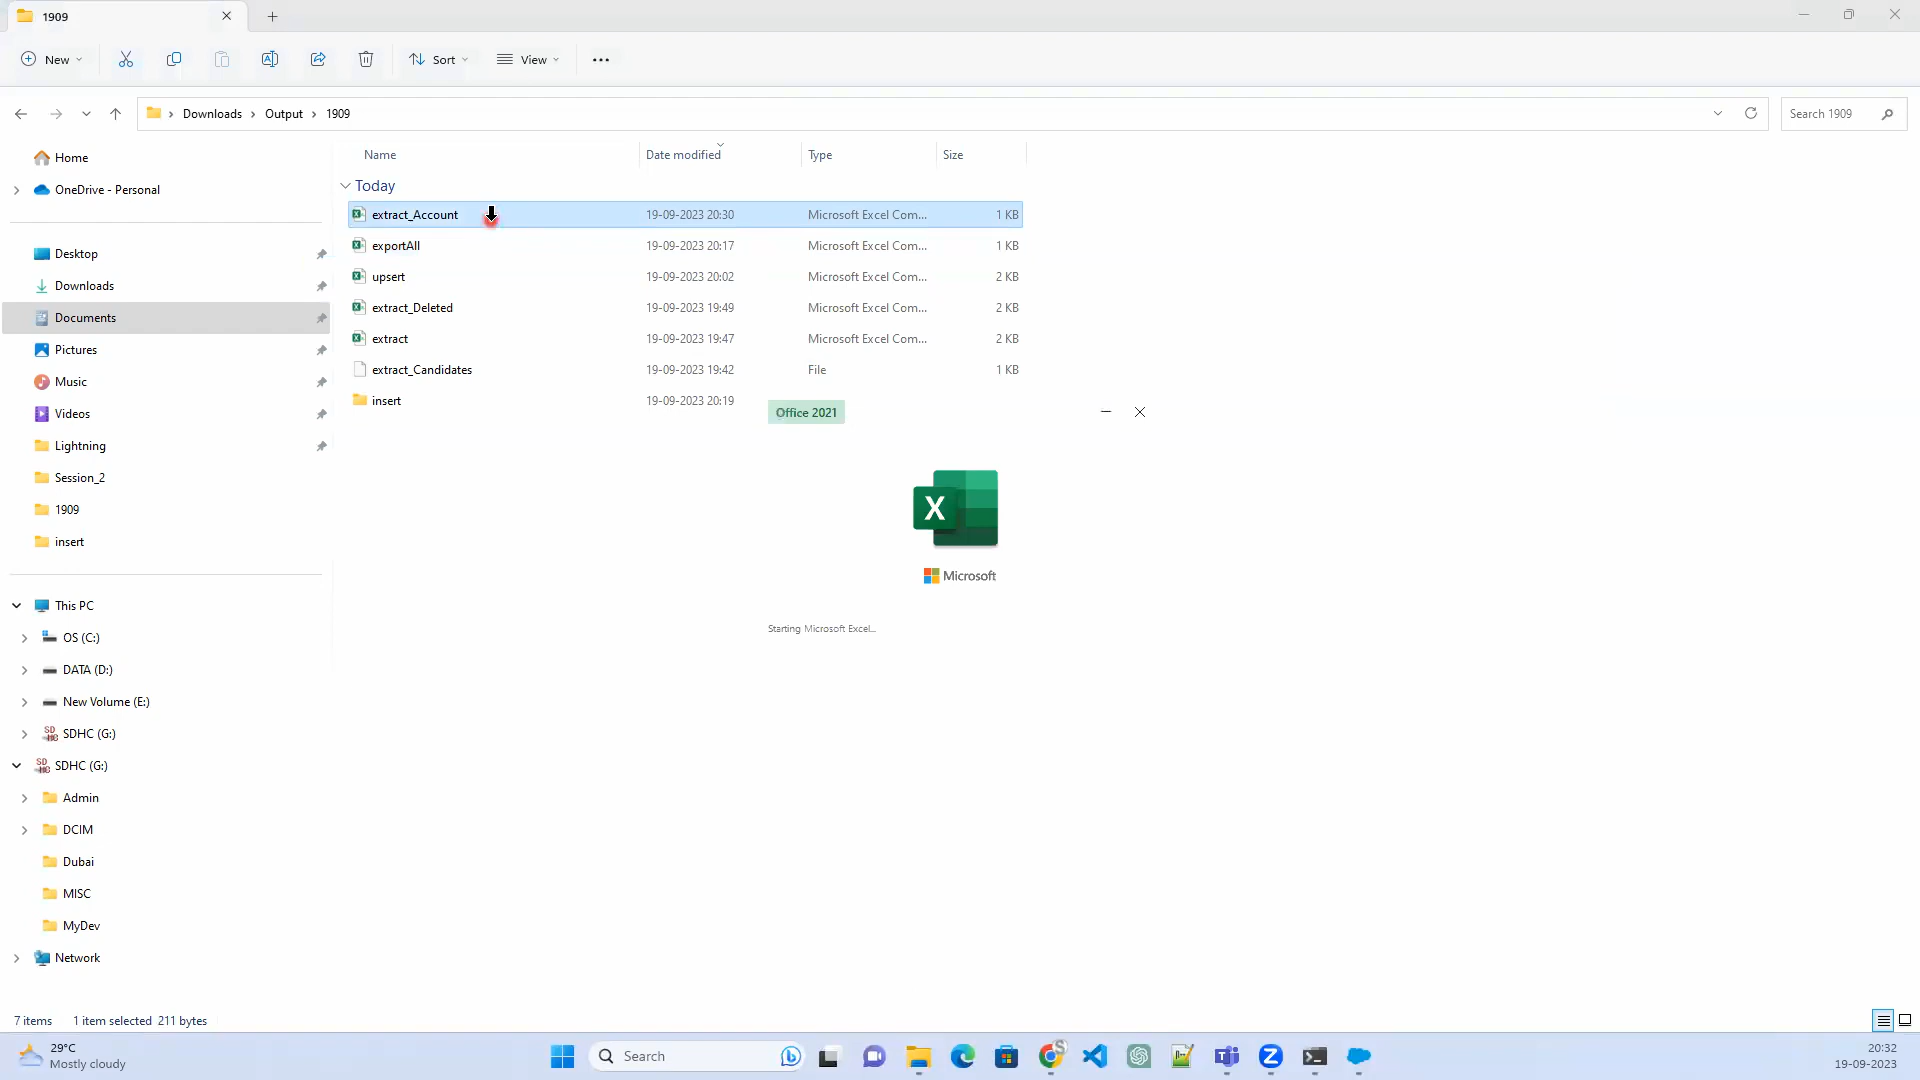 1909
New
Sort
View
Downloads
Output
1909
Search 1909
Home
OneDrive - Personal
Desktop
Downloads
Documents
Pictures
Music
Videos
Lightning
Session_2
1909
insert
This PC
OS (C:)
DATA (D:)
New Volume (E:)
SDHC (G:)
SDHC (G:)
Admin
DCIM
Dubai
MISC
MyDev
Network
Name Date modified Type Size
Today
extract_Account 19-09-2023 20:30 Microsoft Excel Com... 1 KB
exportAll 19-09-2023 20:17 Microsoft Excel Com... 1 KB
upsert 19-09-2023 20:02 Microsoft Excel Com... 2 KB
extract_Deleted 19-09-2023 19:49 Microsoft Excel Com... 2 KB
extract 19-09-2023 19:47 Microsoft Excel Com... 2 KB
extract_Candidates 19-09-2023 19:42 File 1 KB
insert 19-09-2023 20:19
Office 2021
X
Microsoft
Starting Microsoft Excel...
7 items 1 item selected 211 bytes
29°C
Mostly cloudy
Search
20:32
19-09-2023